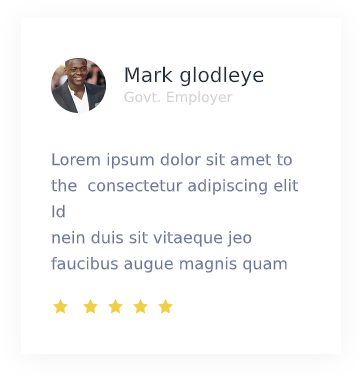 Mark glodleye
Govt. Employer
Lorem ipsum dolor sit amet to
the  consectetur adipiscing elit
Id
nein duis sit vitaeque jeo
faucibus augue magnis quam